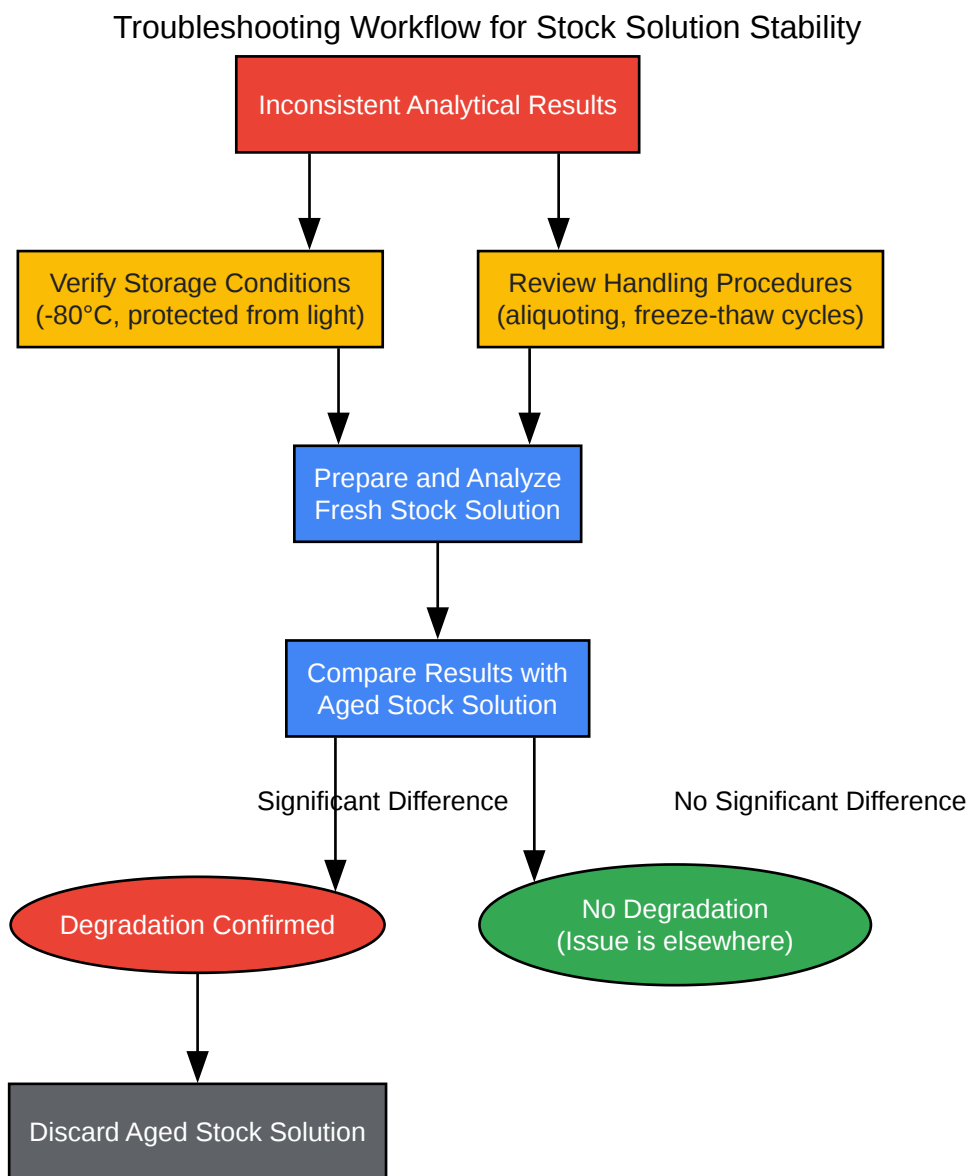 Troubleshooting Workflow for Stock Solution Stability
Inconsistent Analytical Results
Verify Storage Conditions
(-80°C, protected from light)
Review Handling Procedures
(aliquoting, freeze-thaw cycles)
Prepare and Analyze
Fresh Stock Solution
Compare Results with
Aged Stock Solution
Significant Difference
No Significant Difference
Degradation Confirmed
No Degradation
(Issue is elsewhere)
Discard Aged Stock Solution